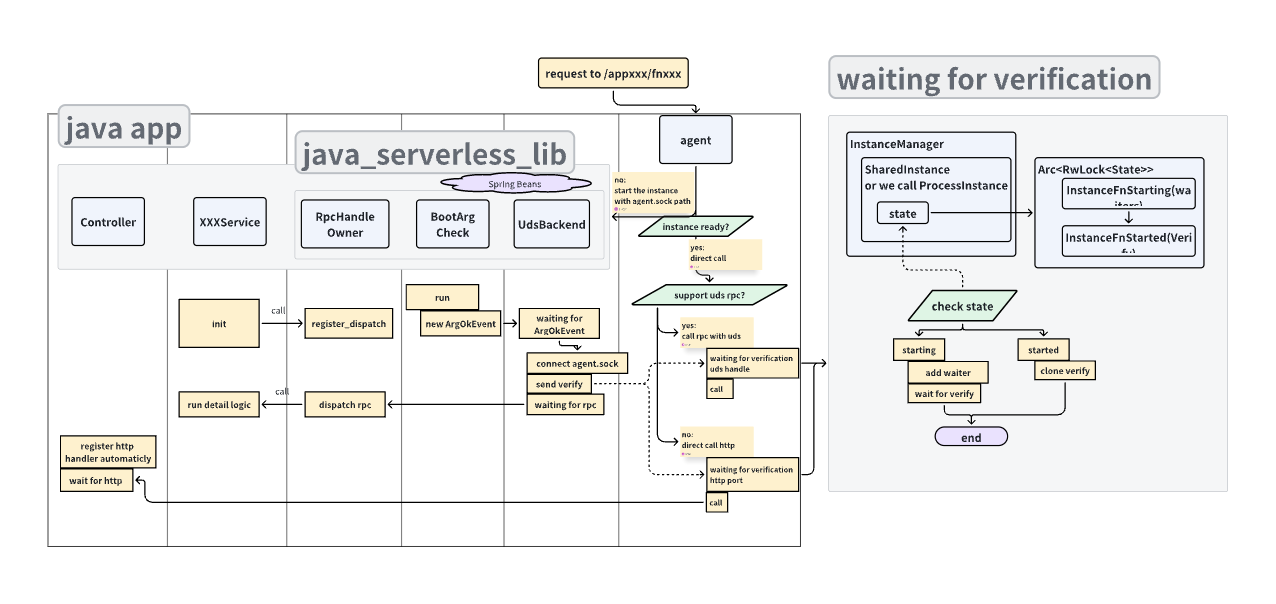 request to /appxxx/fnxxx
waiting for verification
java app
java_serverless_lib
agent
Spring Beans
Controller
XXXService
RpcHandle
Owner
BootArg
Check
UdsBackend
no:
start the instance
with agent.sock path
instance ready?
yes:
direct call
support uds rpc?
yes:
call rpc with uds
waiting for verification
uds handle
call
no:
direct call http
waiting for verification
http port
call
init
call
register_dispatch
run
new ArgOkEvent
waiting for
ArgOkEvent
connect agent.sock
send verify
waiting for rpc
dispatch rpc
call
run detail logic
register http
handler automaticly
wait for http
InstanceManager
SharedInstance
or we call ProcessInstance
state
Arc<RwLock<State>>
InstanceFnStarting(wa
iters)
InstanceFnStarted(Veri
fy)
check state
starting
add waiter
wait for verify
started
clone verify
end